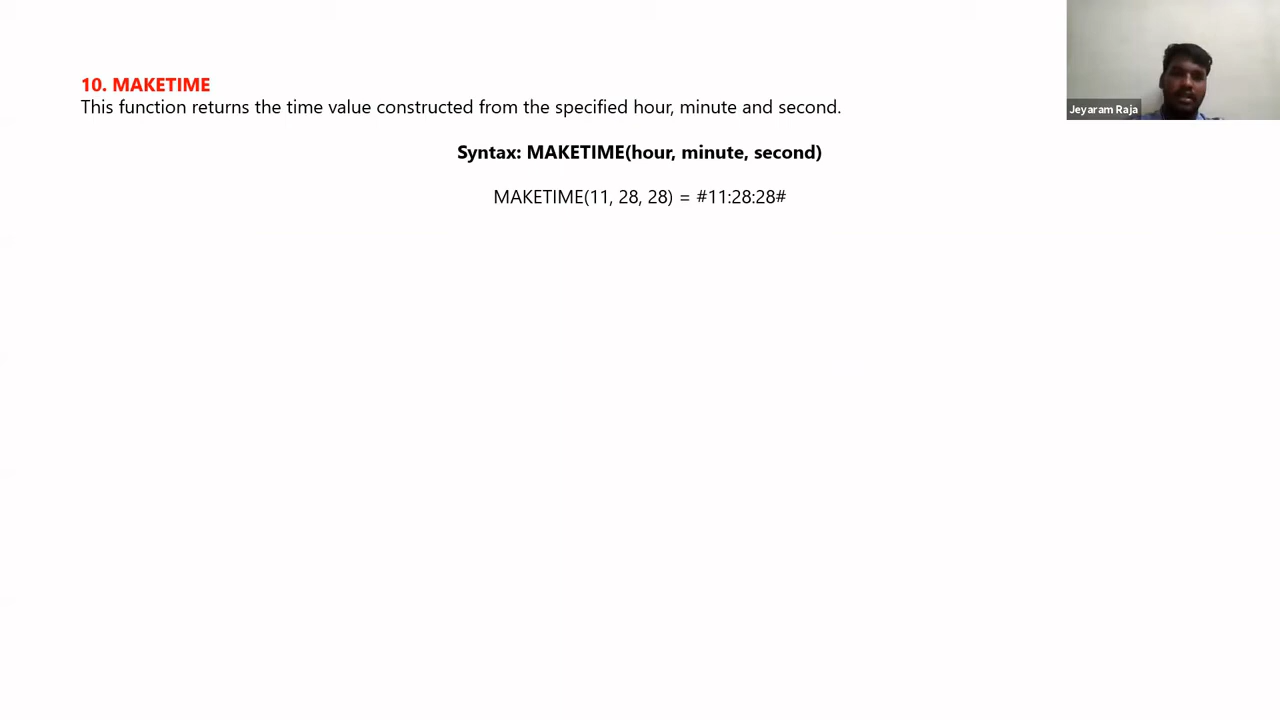 10. MAKETIME
This function returns the time value constructed from the specified hour, minute and second.
Syntax: MAKETIME(hour, minute, second)
MAKETIME(11, 28, 28) = #11:28:28#
Jeyaram Raja